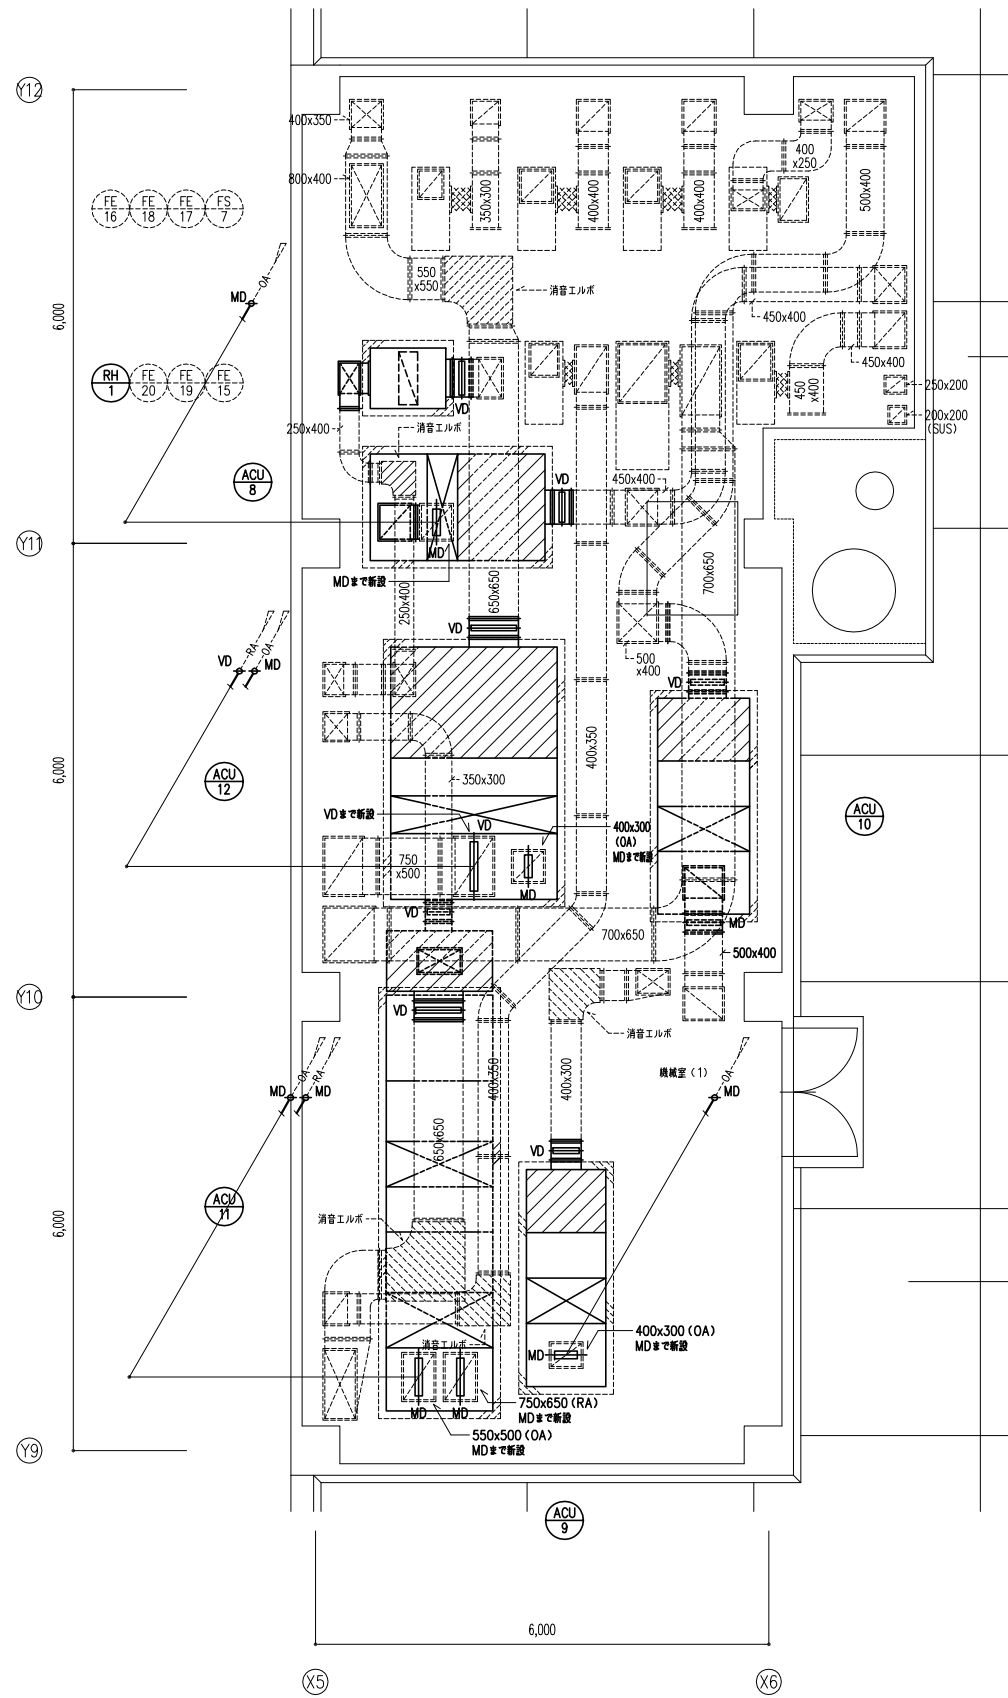 Y12
400x350
400
x250
800x400
350x300
400x400
400x400
500x400
FE
16
FE
18
FE
17
FS
7
OA
MD
550
x550
消音エルボ
450x400
6,000
450x400
RH
1
FE
20
FE
19
FE
15
VD
450
x400
250x200
200x200
(SUS)
250x400
消音エルボ
ACU
8
VD
450x400
Y11
MD
MDまで新設
700x650
250x400
650x650
VD
RA
OA
VD
MD
500
x400
VD
400x350
6,000
ACU
12
350x300
VDまで新設
VD
400x300
(OA)
MDまで新設
ACU
10
750
x500
MD
VD
MD
700x650
500x400
Y10
VD
消音エルボ
機械室(1)
OA
RA
MD
MD
OA
MD
400x350
400x300
650x650
VD
ACU
11
消音エルボ
6,000
消音エルボ
MD
400x300(OA)
MDまで新設
MD
MD
750x650(RA)
MDまで新設
550x500(OA)
MDまで新設
Y9
ACU
9
6,000
X5
X6